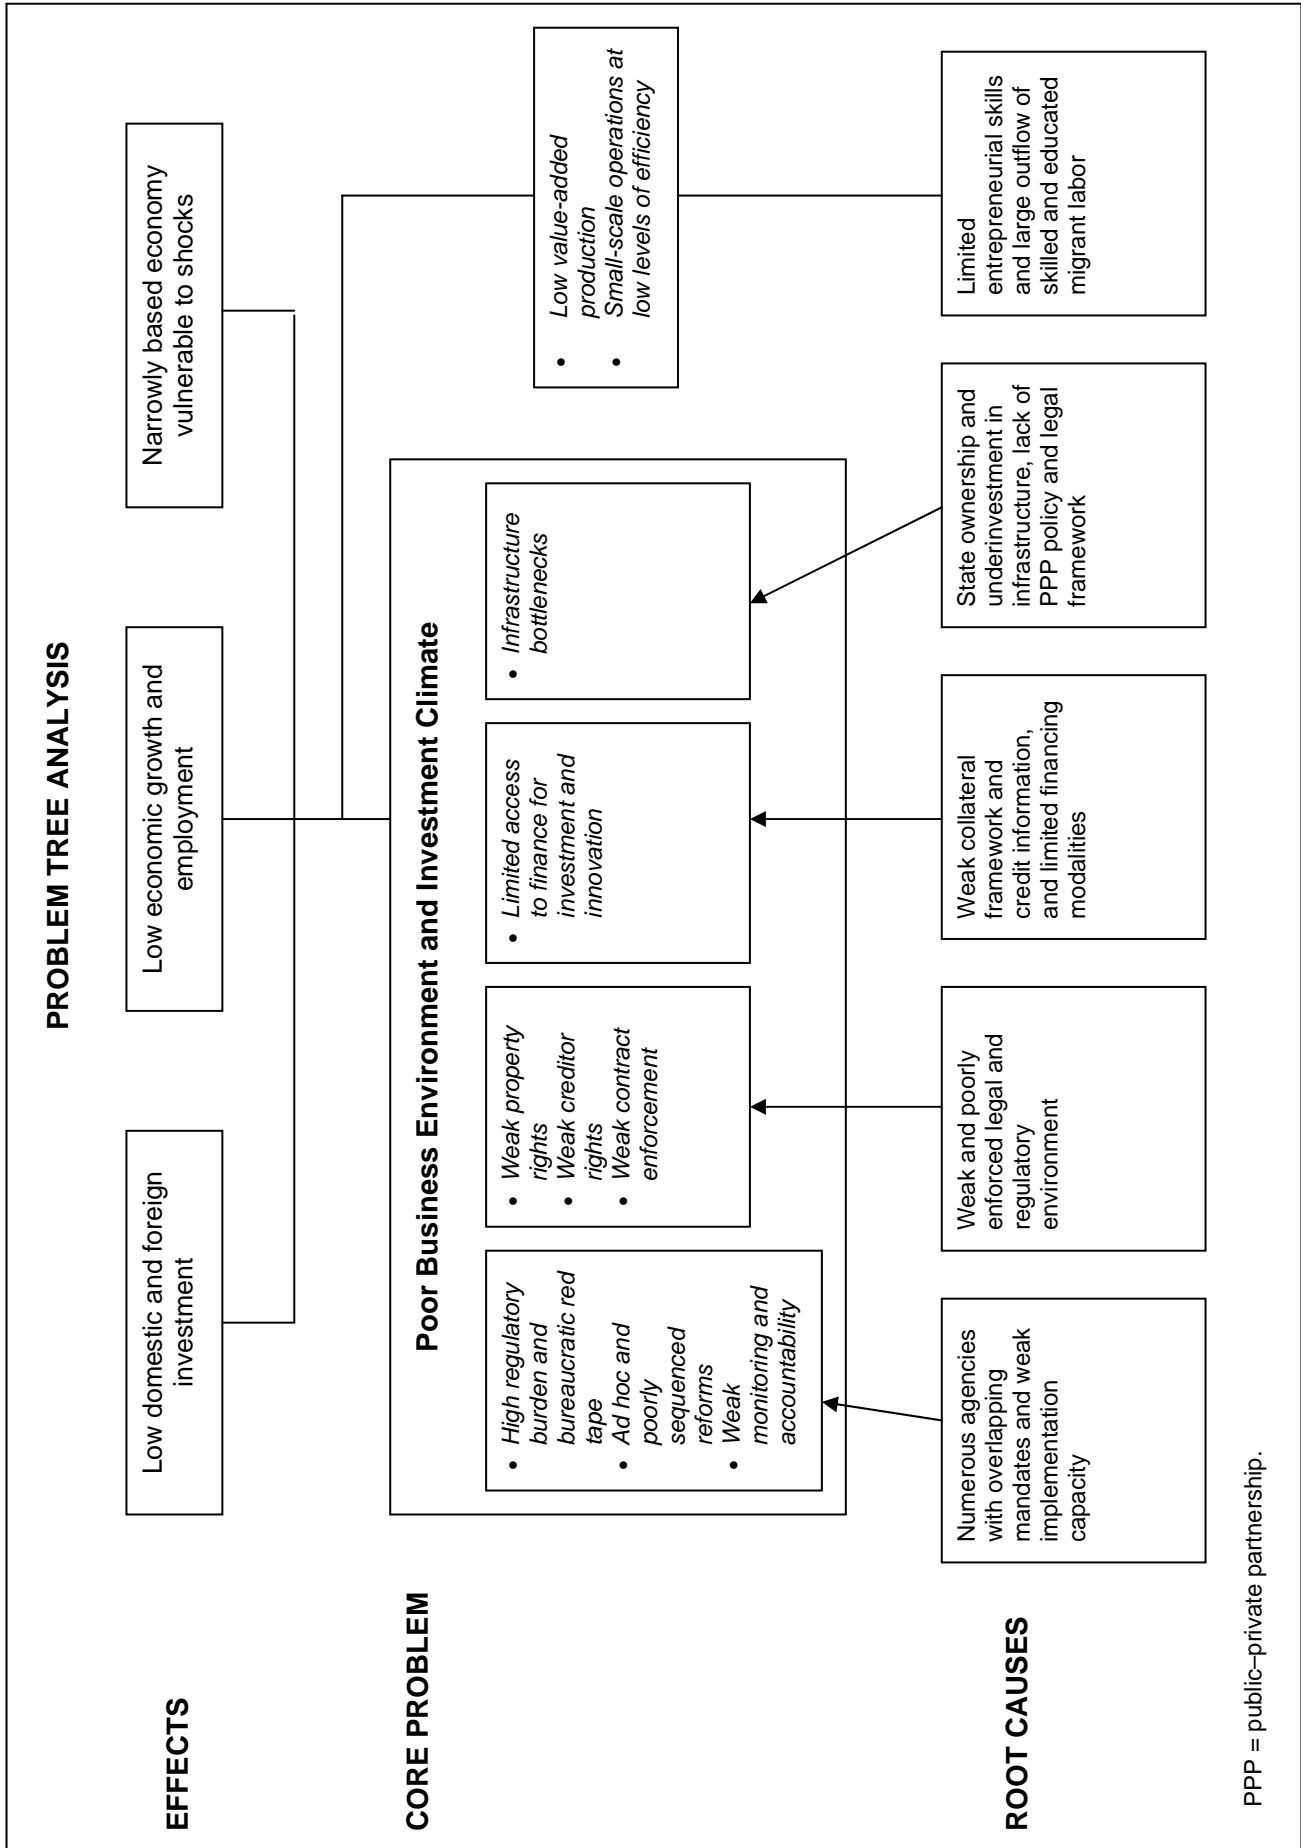 PROBLEM TREE ANALYSIS
EFFECTS
Low domestic and foreign
investment
Low economic growth and
employment
Narrowly based economy
vulnerable to shocks
CORE PROBLEM
Poor Business Environment and Investment Climate
• High regulatory
burden and
bureaucratic red
tape
• Ad hoc and
poorly
sequenced
reforms
• Weak
monitoring and
accountability
• Weak property
rights
• Weak creditor
rights
• Weak contract
enforcement
• Limited access
to finance for
investment and
innovation
• Infrastructure
bottlenecks
• Low value-added
production
• Small-scale operations at
low levels of efficiency
ROOT CAUSES
Numerous agencies
with overlapping
mandates and weak
implementation
capacity
Weak and poorly
enforced legal and
regulatory
environment
Weak collateral
framework and
credit information,
and limited financing
modalities
State ownership and
underinvestment in
infrastructure, lack of
PPP policy and legal
framework
Limited
entrepreneurial skills
and large outflow of
skilled and educated
migrant labor
PPP = public–private partnership.